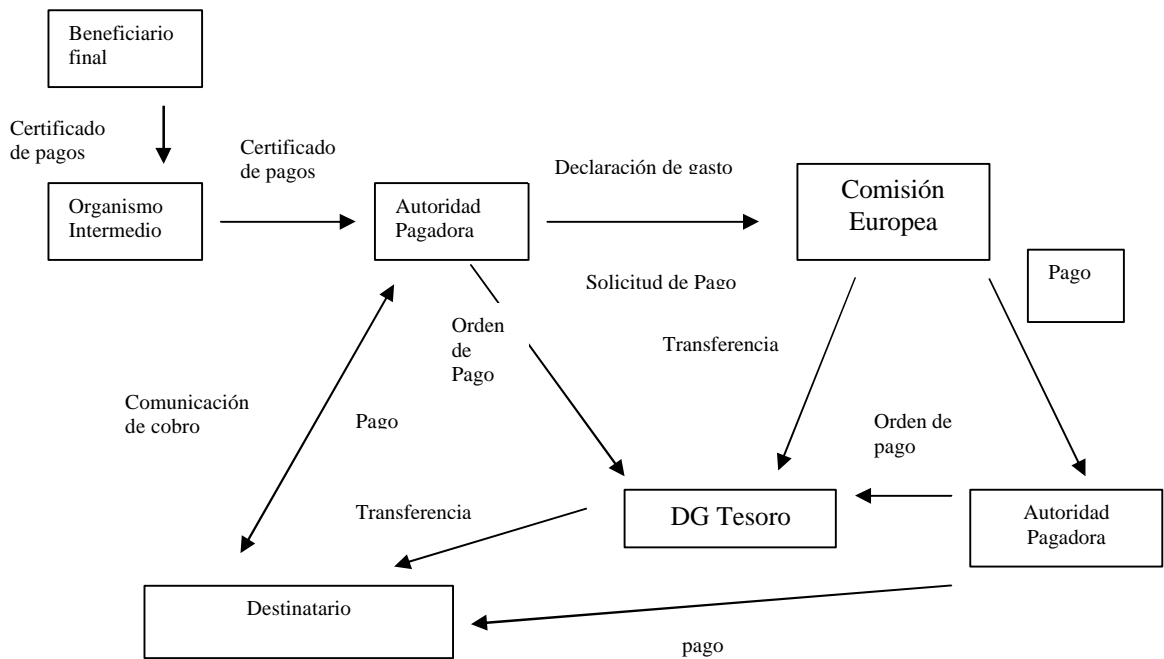 Beneficiario
final
Certificado
de pagos
Certificado
de pagos
Declaración de gasto
Comisión
Europea
Organismo
Intermedio
Autoridad
Pagadora
Pago
Solicitud de Pago
Orden
de
Pago
Transferencia
Comunicación
de cobro
Pago
Orden de
pago
Transferencia
DG Tesoro
Autoridad
Pagadora
Destinatario
pago